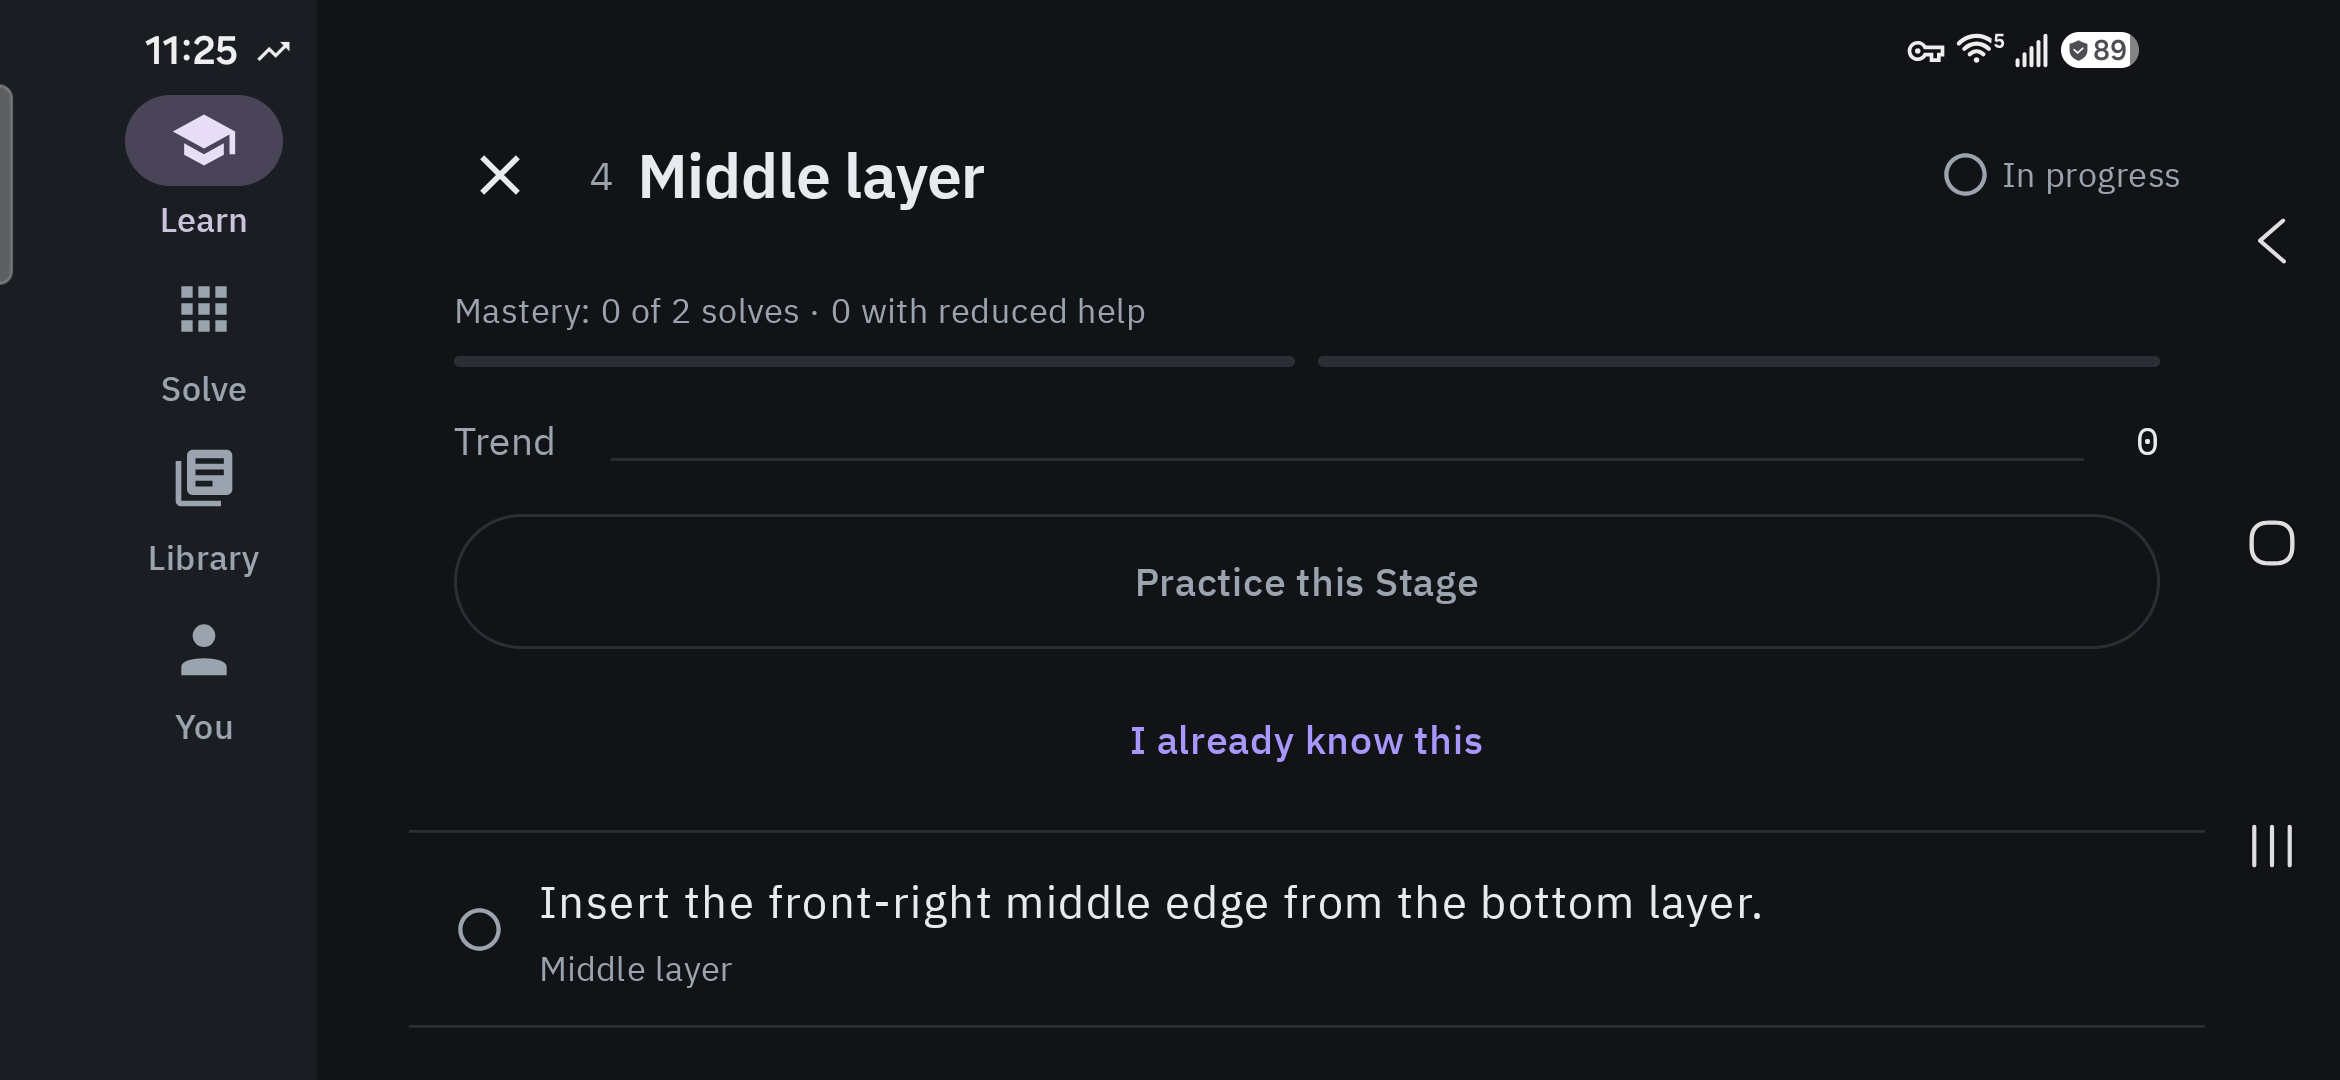 11:25
5
89
Learn
Solve
Library
You
4 Middle layer
In progress
Mastery: 0 of 2 solves · 0 with reduced help
Trend 0
Practice this Stage
I already know this
Insert the front-right middle edge from the bottom layer.
Middle layer